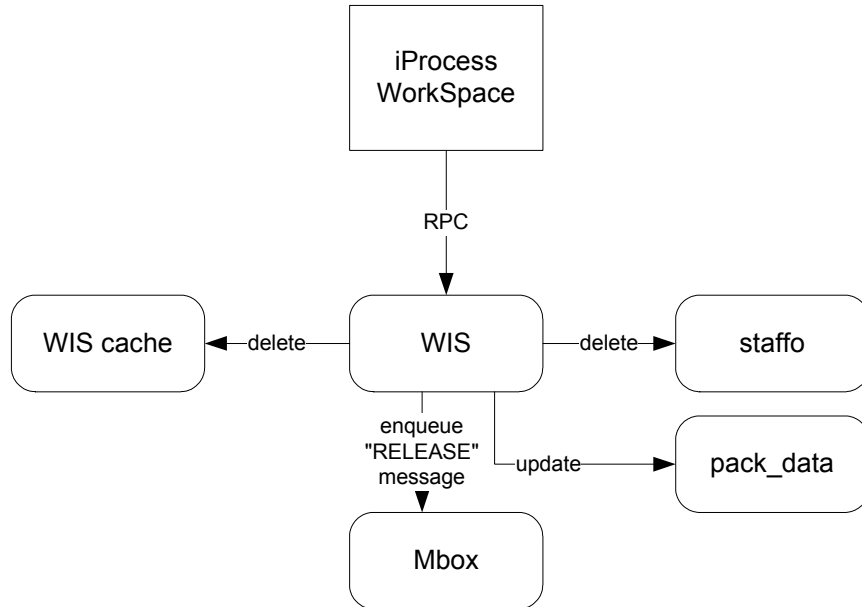 iProcess
WorkSpace
RPC
WIS cache
delete
WIS
delete
staffo
enqueue
"RELEASE"
message
update
pack_data
Mbox